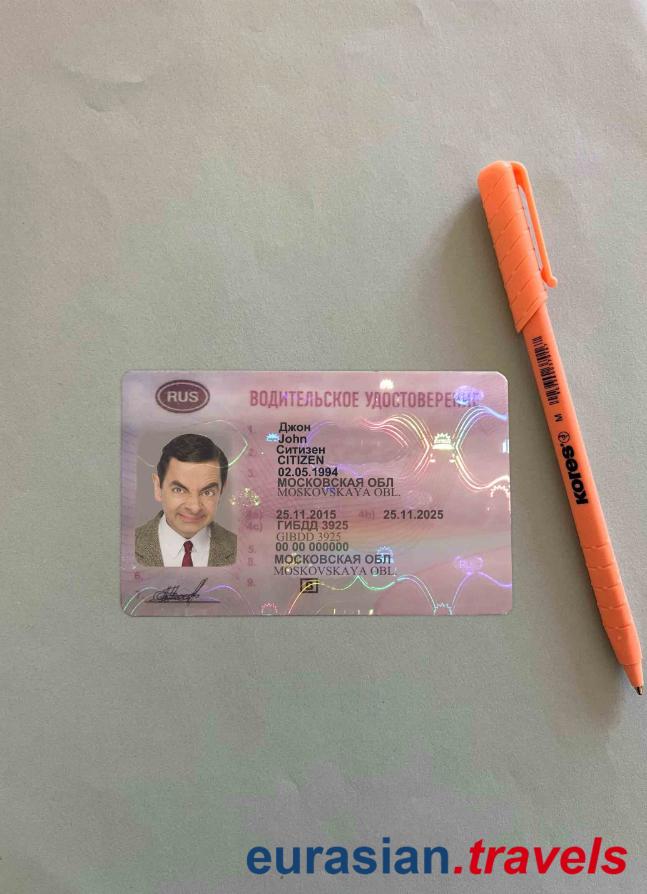 RUS
ВОДИТЕЛЬСКОЕ УДОСТОВЕРЕНИЕ
1. Джон
John
2. Ситизен
CITIZEN
3. 02.05.1994
МОСКОВСКАЯ ОБЛ
MOSKOVSKAYA OBL.
4a) 25.11.2015 4b) 25.11.2025
4c) ГИБДД 3925
GIBDD 3925
5. 00 00 000000
8. МОСКОВСКАЯ ОБЛ
MOSKOVSKAYA OBL.
6.
9.
RUS
kores
M
eurasian.travels